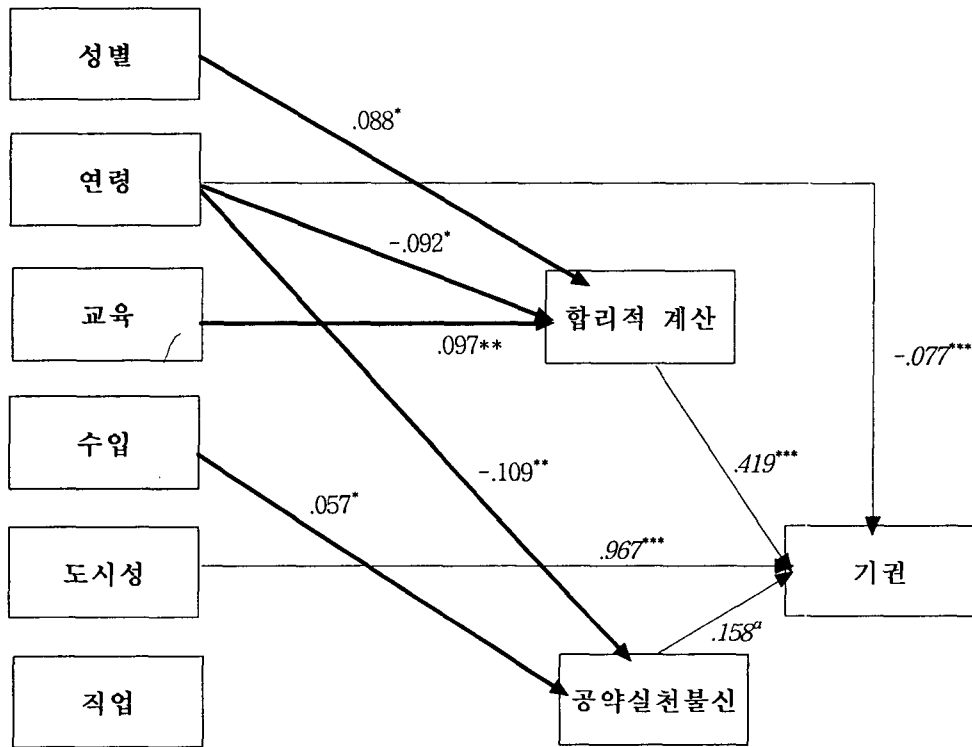 성별
.088*
연령
-.092*
교육
합리적 계산
.097**
-.077***
수입
-.109**
.419***
.057*
도시성
.967***
기권
.158ª
직업
공약실천불신